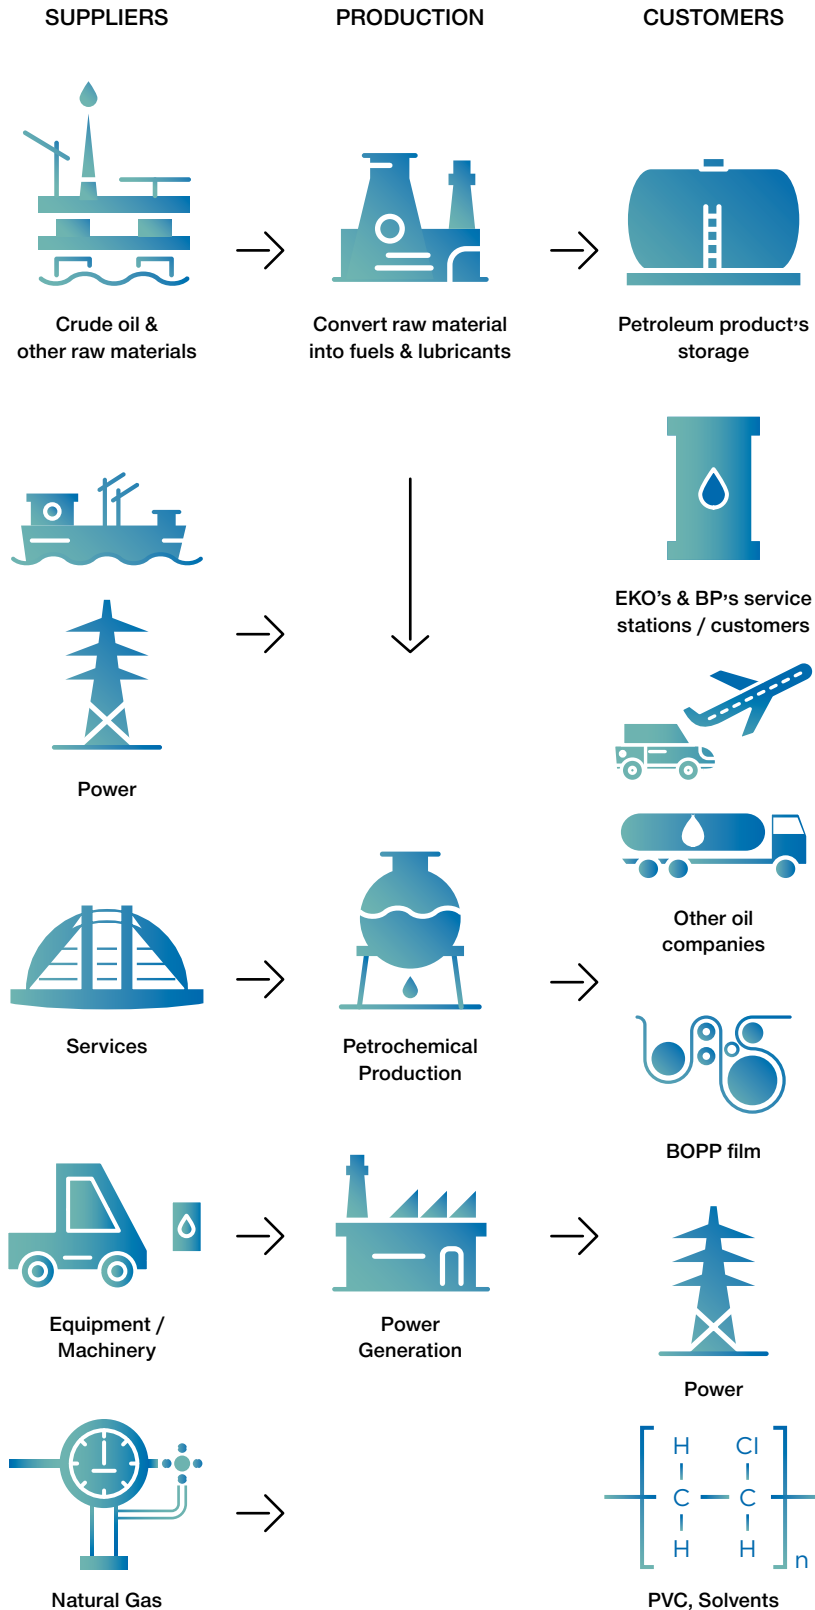 SUPPLIERS
PRODUCTION
CUSTOMERS
Crude oil &
other raw materials
Convert raw material
into fuels & lubricants
Petroleum product’s
storage
EKO’s & BP’s service
stations / customers
Power
Other oil
companies
Services
Petrochemical
Production
BOPP film
Equipment /
Machinery
Power
Generation
Power
H Cl
C C
H H
n
Natural Gas
PVC, Solvents